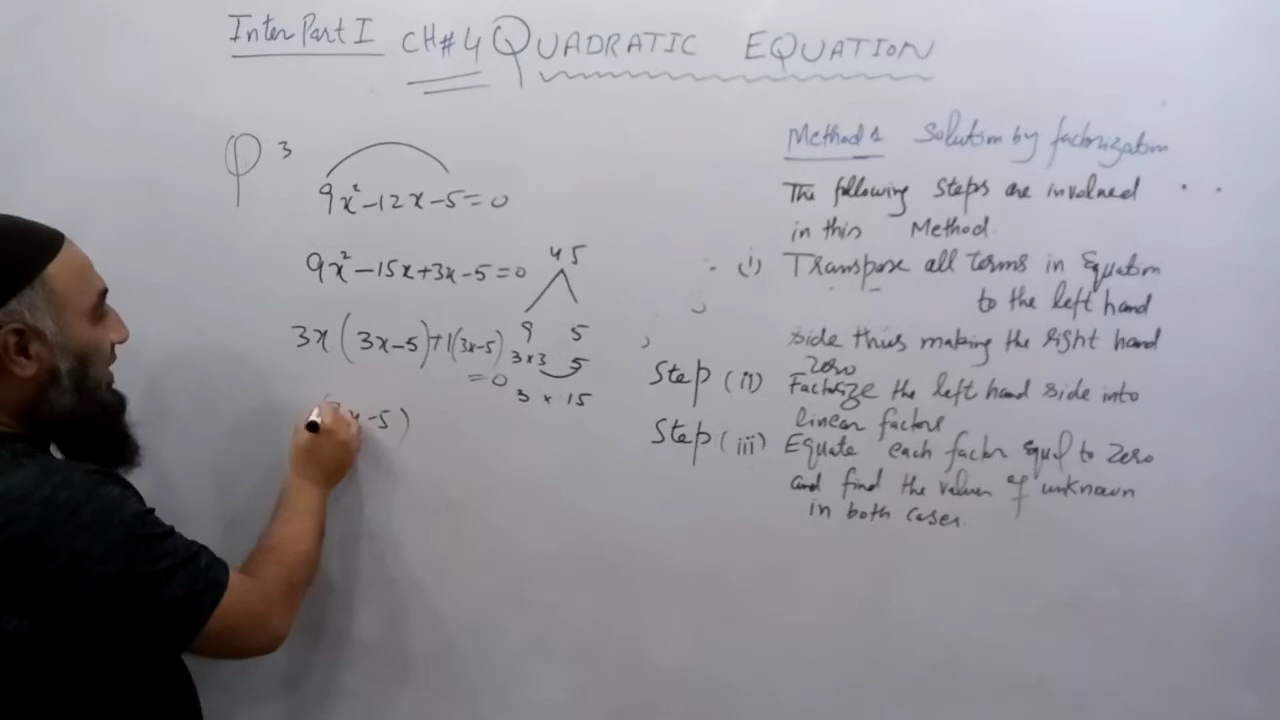 Inter Part I CH#4 QUADRATIC EQUATION
Q 3
9x²-12x-5=0
9x²-15x+3x-5=0
45
3x(3x-5)+1(3x-5)
=0
9 5
3x3 5
3 x 15
x-5)
Method 1 Solution by factorization
The following steps are involved
in this Method.
(i) Transpose all terms in Equation
to the left hand
side thus making the right hand
zero
Step (ii) Factorize the left hand side into
linear factors
Step (iii) Equate each factor equal to zero
and find the values of unknown
in both cases.